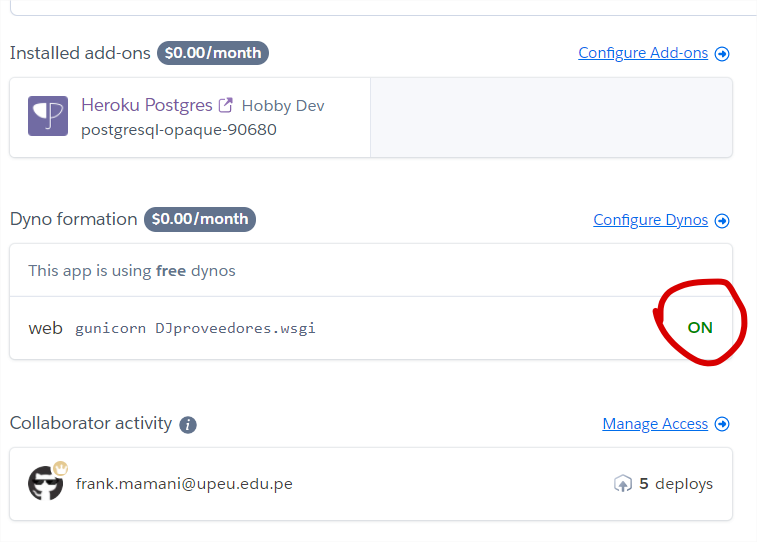 Installed add-ons $0.00/month Configure Add-ons
Heroku Postgres Hobby Dev
postgresql-opaque-90680
Dyno formation $0.00/month Configure Dynos
This app is using free dynos
web gunicorn DJproveedores.wsgi ON
Collaborator activity Manage Access
frank.mamani@upeu.edu.pe 5 deploys